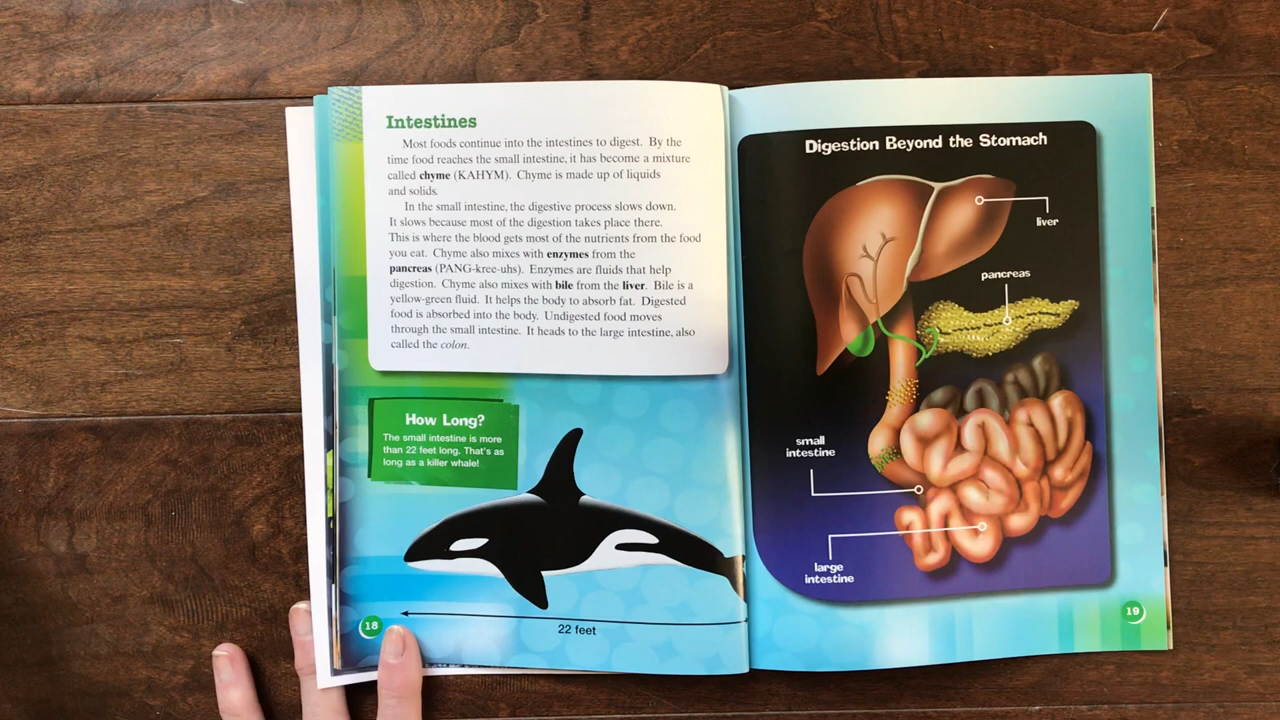 Intestines
Most foods continue into the intestines to digest. By the
time food reaches the small intestine, it has become a mixture
called chyme (KAHYM). Chyme is made up of liquids
and solids.
In the small intestine, the digestive process slows down.
It slows because most of the digestion takes place there.
This is where the blood gets most of the nutrients from the food
you eat. Chyme also mixes with enzymes from the
pancreas (PANG-kree-uhs). Enzymes are fluids that help
digestion. Chyme also mixes with bile from the liver. Bile is a
yellow-green fluid. It helps the body to absorb fat. Digested
food is absorbed into the body. Undigested food moves
through the small intestine. It heads to the large intestine, also
called the colon.
How Long?
The small intestine is more
than 22 feet long. That's as
long as a killer whale!
22 feet
18
Digestion Beyond the Stomach
liver
pancreas
small
intestine
large
intestine
19